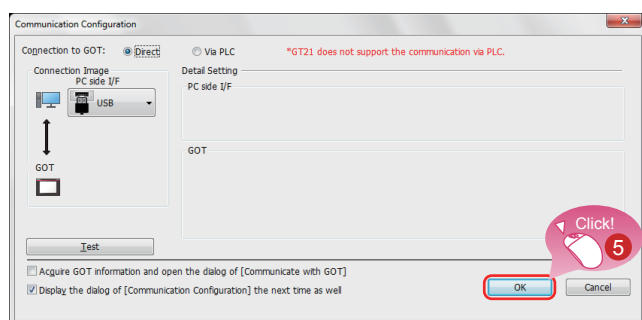 Communication Configuration
Connection to GOT: Direct Via PLC *GT21 does not support the communication via PLC.
Connection Image
PC side I/F
USB
GOT
Detail Setting
PC side I/F
GOT
Test
Click!
5
Acquire GOT information and open the dialog of [Communicate with GOT]
Display the dialog of [Communication Configuration] the next time as well
OK Cancel